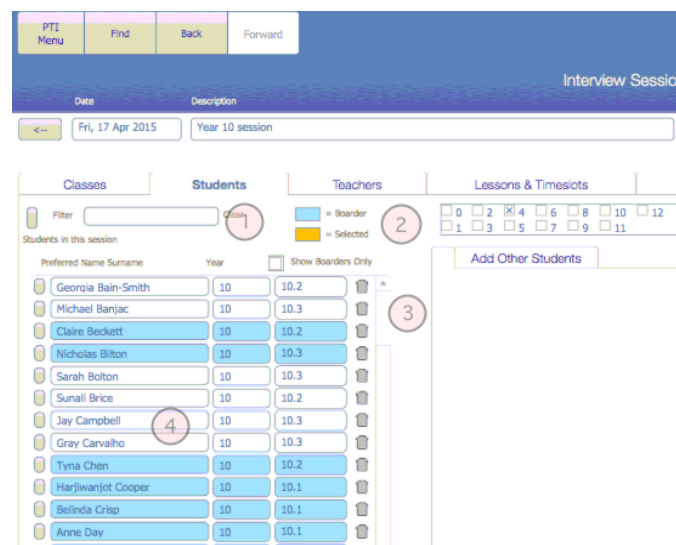 PTI Menu Find Back Forward
Interview Sessio
Date Description
<-- Fri, 17 Apr 2015 Year 10 session
Classes Students Teachers Lessons & Timeslots
Filter Clear 1 = Boarder 2 0 2 4 6 8 10 12
= Selected 1 3 5 7 9 11
Students in this session
Add Other Students
Preferred Name Surname Year Show Boarders Only
Georgia Bain-Smith 10 10.2
Michael Banjac 10 10.3
3
Claire Beckett 10 10.2
Nicholas Bilton 10 10.3
Sarah Bolton 10 10.3
Sunali Brice 10 10.2
Jay Campbell 4 10 10.3
Gray Carvalho 10 10.3
Tyna Chen 10 10.2
Harjiwanjot Cooper 10 10.1
Belinda Crisp 10 10.1
Anne Day 10 10.1